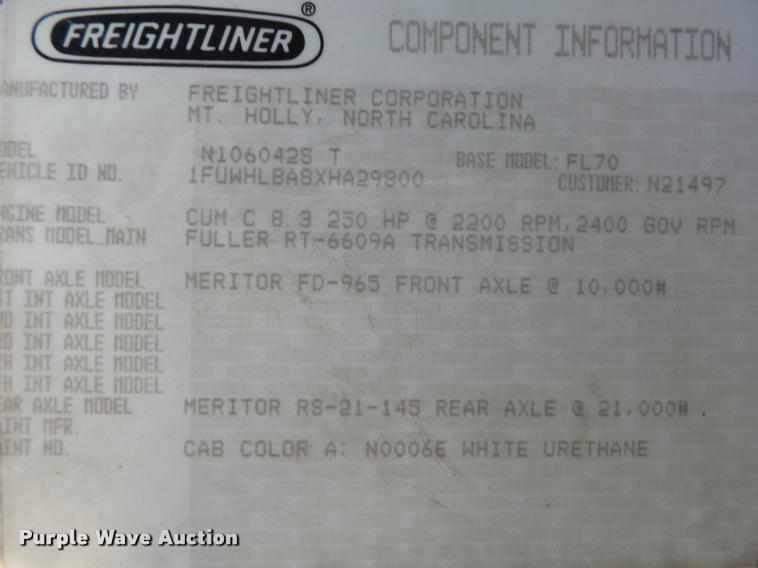 FREIGHTLINER ®
COMPONENT INFORMATION
ANUFACTURED BY FREIGHTLINER CORPORATION
MT. HOLLY, NORTH CAROLINA
ODEL N106042S T BASE MODEL: FL70
EHICLE ID NO. 1FUWHLBA8XHA29800 CUSTOMER: N21497
NGINE MODEL CUM C 8.3 250 HP @ 2200 RPM, 2400 GOV RPM
RANS MODEL MAIN FULLER RT-6609A TRANSMISSION
RONT AXLE MODEL MERITOR FD-965 FRONT AXLE @ 10,000#
ST INT AXLE MODEL
ND INT AXLE MODEL
RD INT AXLE MODEL
TH INT AXLE MODEL
TH INT AXLE MODEL
EAR AXLE MODEL MERITOR RS-21-145 REAR AXLE @ 21,000#.
AINT MFR.
AINT NO. CAB COLOR A: N0006E WHITE URETHANE
Purple Wave Auction